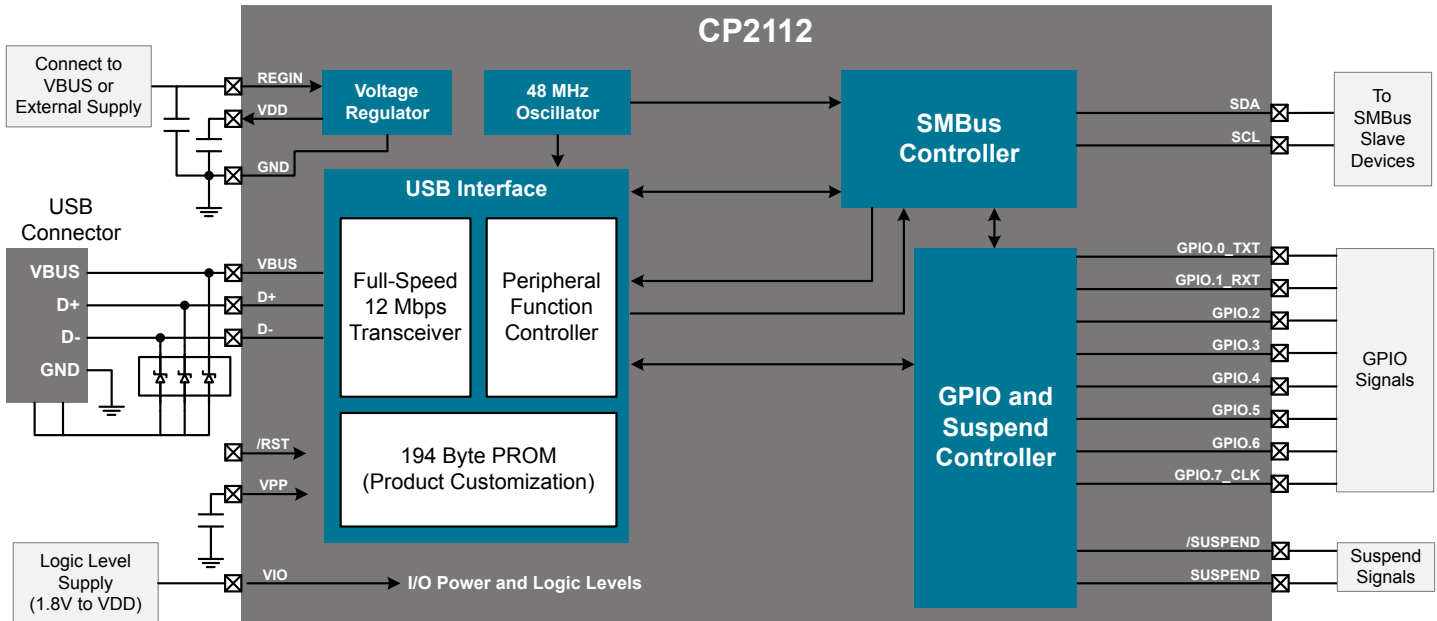 CP2112
Connect to
VBUS or
External Supply
REGIN
VDD
GND
Voltage
Regulator
48 MHz
Oscillator
SMBus
Controller
SDA
SCL
To
SMBus
Slave
Devices
USB
Connector
VBUS
D+
D-
GND
VBUS
D+
D-
USB Interface
Full-Speed
12 Mbps
Transceiver
Peripheral
Function
Controller
194 Byte PROM
(Product Customization)
/RST
VPP
Logic Level
Supply
(1.8V to VDD)
VIO
I/O Power and Logic Levels
GPIO and
Suspend
Controller
GPIO.0_TXT
GPIO.1_RXT
GPIO.2
GPIO.3
GPIO.4
GPIO.5
GPIO.6
GPIO.7_CLK
GPIO
Signals
/SUSPEND
SUSPEND
Suspend
Signals